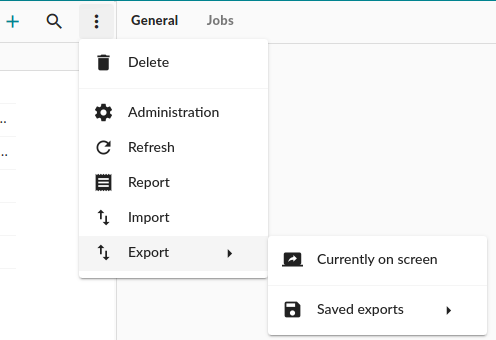 General Jobs
Delete
Administration
Refresh
Report
Import
Export
Currently on screen
Saved exports